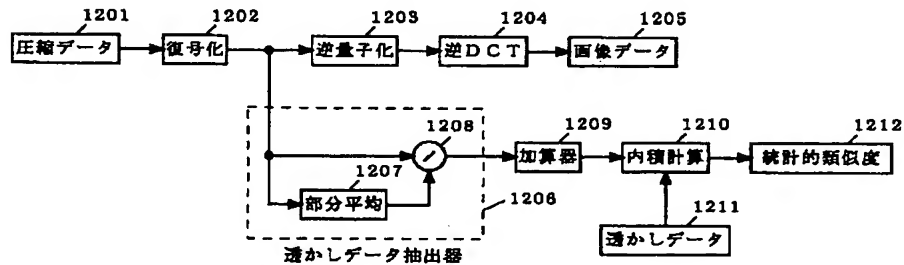 1201
1202
1203
1204
1205
圧縮データ
復号化
逆量子化
逆DCT
画像データ
1208
1209
1210
1212
加算器
内積計算
統計的類似度
1207
部分平均
1206
1211
透かしデータ
透かしデータ抽出器